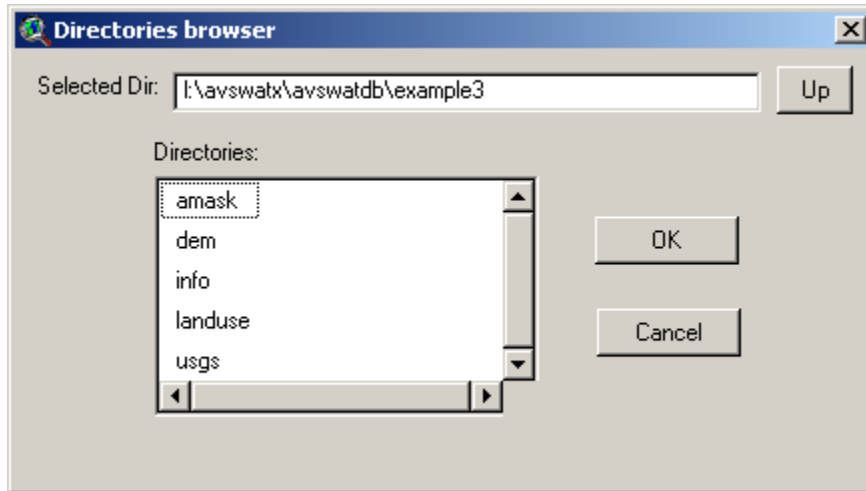 Directories browser
Selected Dir: I:\avswatx\avswatdb\example3 Up
Directories:
amask
dem
info
landuse
usgs
OK
Cancel